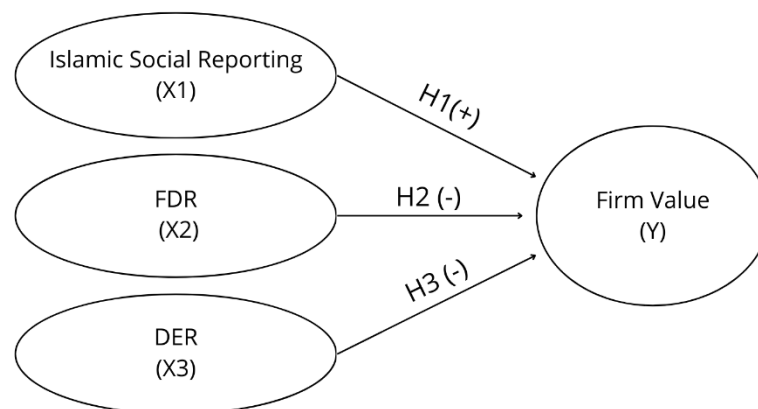 Islamic Social Reporting
(X1)
H1(+)
FDR
(X2)
H2 (-)
Firm Value
(Y)
H3 (-)
DER
(X3)